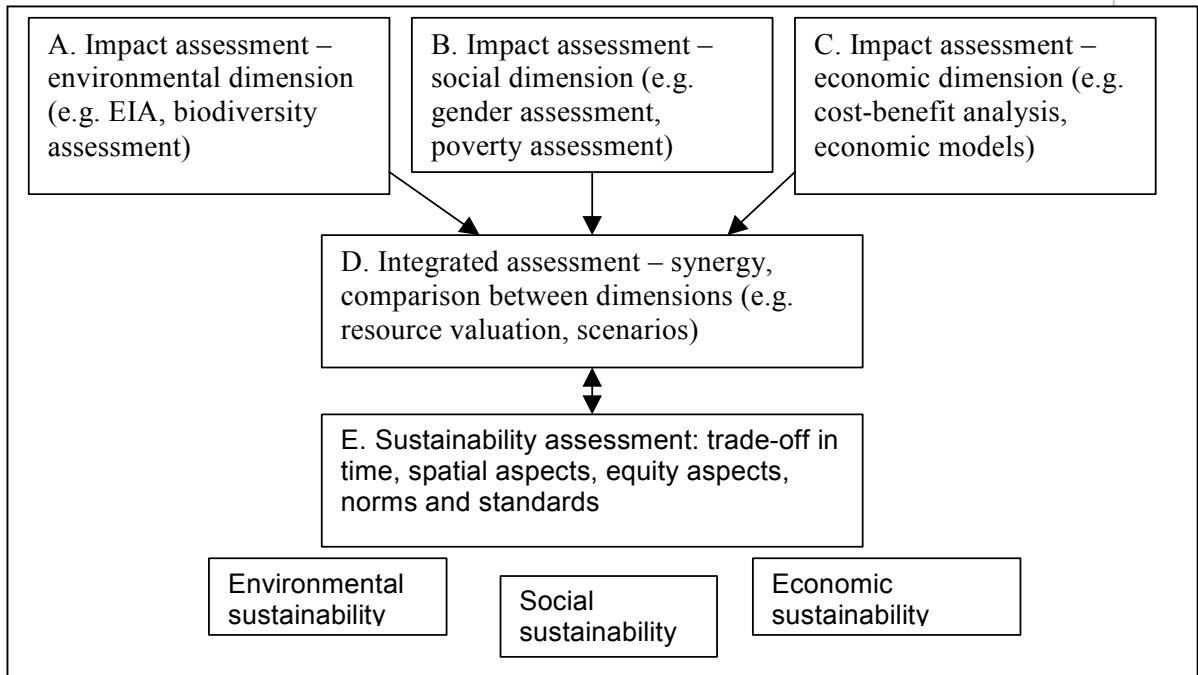 A. Impact assessment –
environmental dimension
(e.g. EIA, biodiversity
assessment)
B. Impact assessment –
social dimension (e.g.
gender assessment,
poverty assessment)
C. Impact assessment –
economic dimension (e.g.
cost-benefit analysis,
economic models)
D. Integrated assessment – synergy,
comparison between dimensions (e.g.
resource valuation, scenarios)
E. Sustainability assessment: trade-off in
time, spatial aspects, equity aspects,
norms and standards
Environmental
sustainability
Social
sustainability
Economic
sustainability